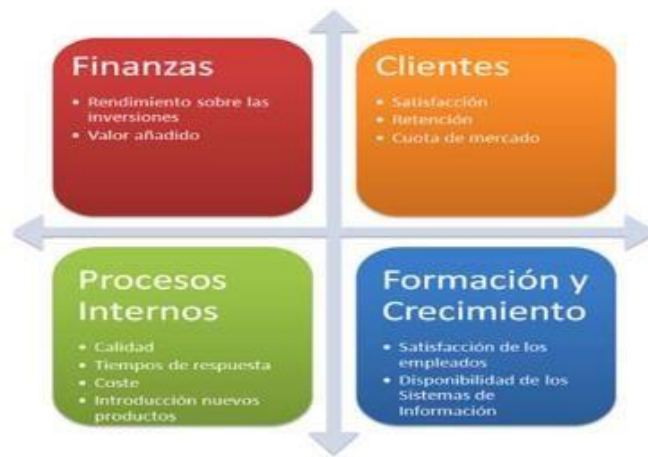 Finanzas
• Rendimiento sobre las
inversiones
• Valor añadido
Clientes
• Satisfacción
• Retención
• Cuota de mercado
Procesos
Internos
• Calidad
• Tiempos de respuesta
• Coste
• Introducción nuevos
productos
Formación y
Crecimiento
• Satisfacción de los
empleados
• Disponibilidad de los
Sistemas de
Información